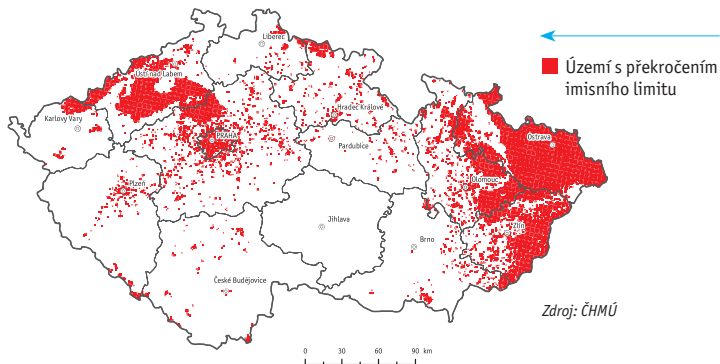 Liberec
Ústí nad Labem
Karlovy Vary
PRAHA
Hradec Králové
Pardubice
Plzeň
Ostrava
Olomouc
Jihlava
Zlín
Brno
České Budějovice
Území s překročením
imisního limitu
Zdroj: ČHMÚ
0 30 60 90 km